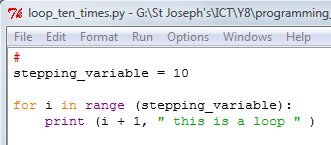 loop_ten_times.py - G:\St Joseph's\ICT\Y8\programming_
File Edit Format Run Options Windows Help
#
stepping_variable = 10
for i in range (stepping_variable):
    print (i + 1, " this is a loop " )